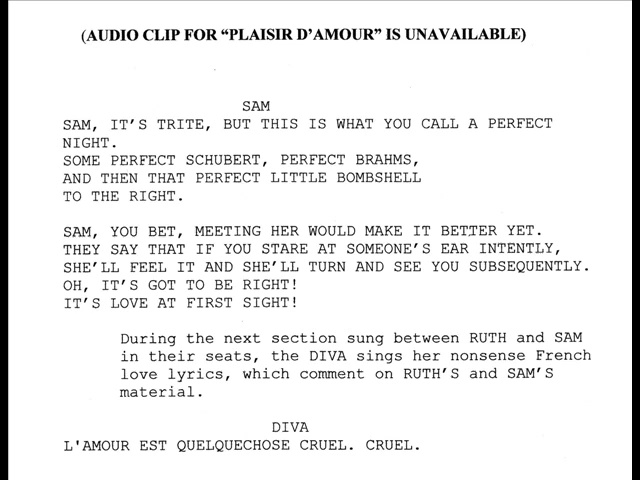 (AUDIO CLIP FOR “PLAISIR D’AMOUR” IS UNAVAILABLE)
SAM
SAM, IT’S TRITE, BUT THIS IS WHAT YOU CALL A PERFECT
NIGHT.
SOME PERFECT SCHUBERT, PERFECT BRAHMS,
AND THEN THAT PERFECT LITTLE BOMBSHELL
TO THE RIGHT.
SAM, YOU BET, MEETING HER WOULD MAKE IT BETTER YET.
THEY SAY THAT IF YOU STARE AT SOMEONE’S EAR INTENTLY,
SHE’LL FEEL IT AND SHE’LL TURN AND SEE YOU SUBSEQUENTLY.
OH, IT’S GOT TO BE RIGHT!
IT’S LOVE AT FIRST SIGHT!
During the next section sung between RUTH and SAM
in their seats, the DIVA sings her nonsense French
love lyrics, which comment on RUTH’S and SAM’S
material.
DIVA
L'AMOUR EST QUELQUECHOSE CRUEL. CRUEL.